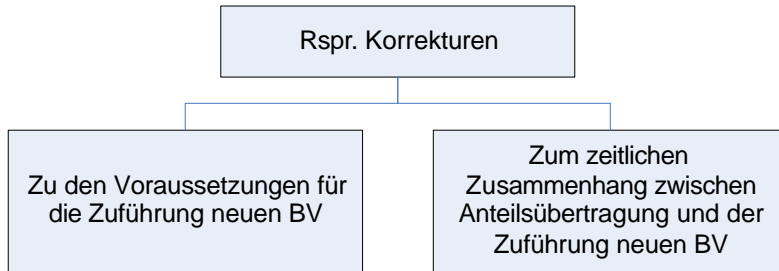 Rspr. Korrekturen
Zu den Voraussetzungen für
die Zuführung neuen BV
Zum zeitlichen
Zusammenhang zwischen
Anteilsübertragung und der
Zuführung neuen BV